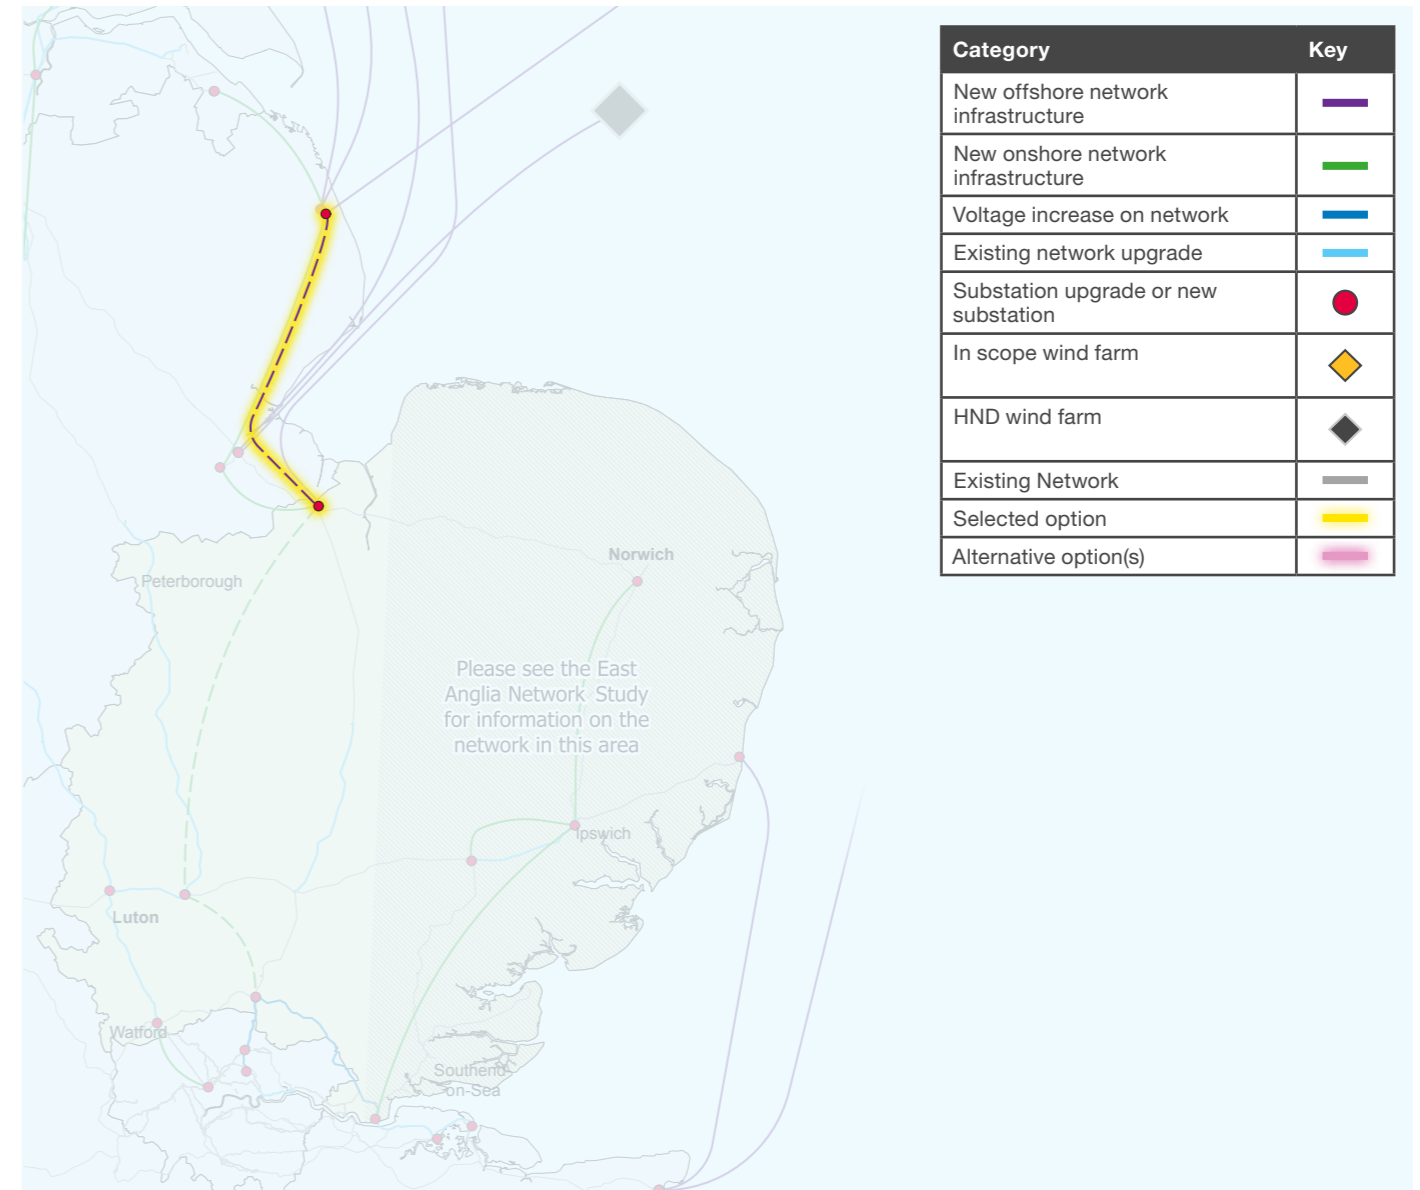 Category Key
New offshore network
infrastructure
New onshore network
infrastructure
Voltage increase on network
Existing network upgrade
Substation upgrade or new
substation
In scope wind farm
HND wind farm
Existing Network
Selected option
Alternative option(s)
Norwich
Peterborough
Please see the East
Anglia Network Study
for information on the
network in this area
Ipswich
Luton
Watford
Southend-
on-Sea